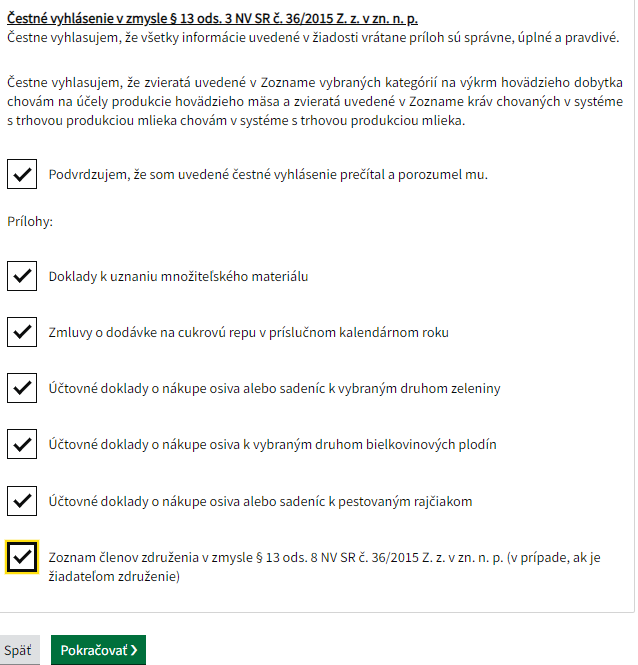 Čestné vyhlásenie v zmysle § 13 ods. 3 NV SR č. 36/2015 Z. z. v zn. n. p.
Čestne vyhlasujem, že všetky informácie uvedené v žiadosti vrátane príloh sú správne, úplné a pravdivé.
Čestne vyhlasujem, že zvieratá uvedené v Zozname vybraných kategórií na výkrm hovädzieho dobytka
chovám na účely produkcie hovädzieho mäsa a zvieratá uvedené v Zozname kráv chovaných v systéme
s trhovou produkciou mlieka chovám v systéme s trhovou produkciou mlieka.
Podvrdzujem, že som uvedené čestné vyhlásenie prečítal a porozumel mu.
Prílohy:
Doklady k uznaniu množiteľského materiálu
Zmluvy o dodávke na cukrovú repu v príslučnom kalendárnom roku
Účtovné doklady o nákupe osiva alebo sadeníc k vybraným druhom zeleniny
Účtovné doklady o nákupe osiva k vybraným druhom bielkovinových plodín
Účtovné doklady o nákupe osiva alebo sadeníc k pestovaným rajčiakom
Zoznam členov združenia v zmysle § 13 ods. 8 NV SR č. 36/2015 Z. z. v zn. n. p. (v prípade, ak je
žiadateľom združenie)
Späť Pokračovať